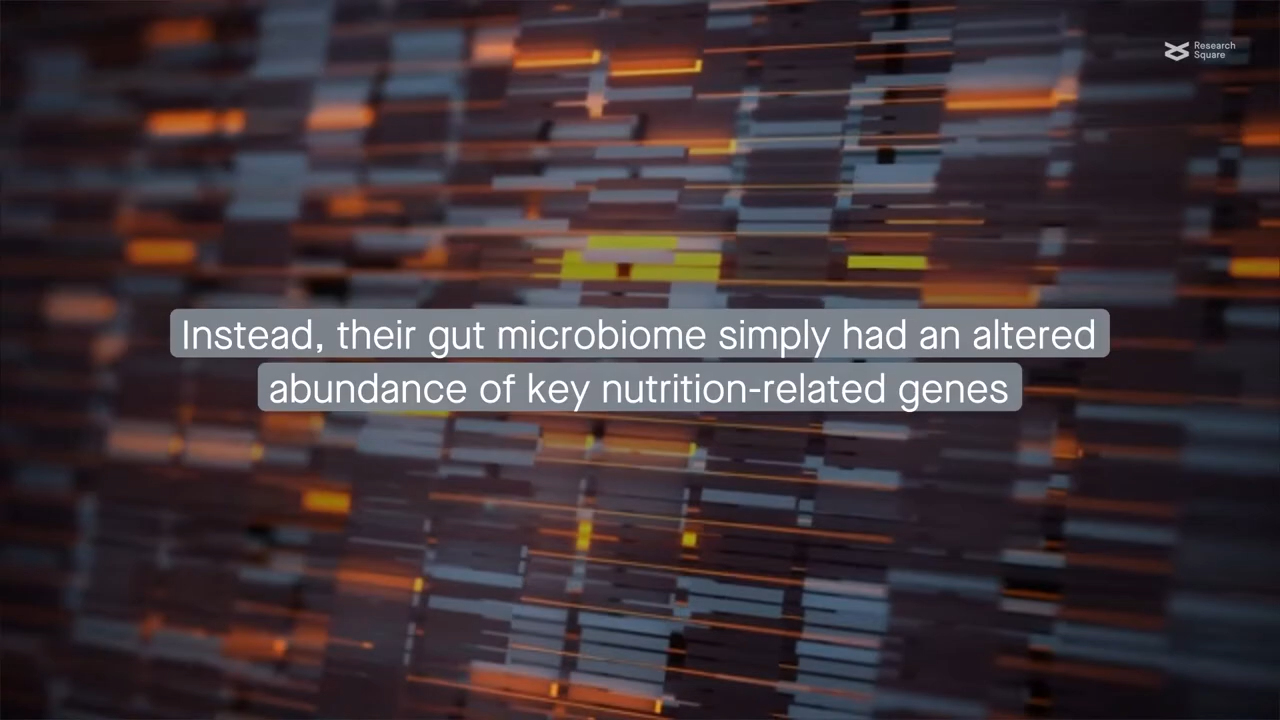 Research
Square
Instead, their gut microbiome simply had an altered
abundance of key nutrition-related genes